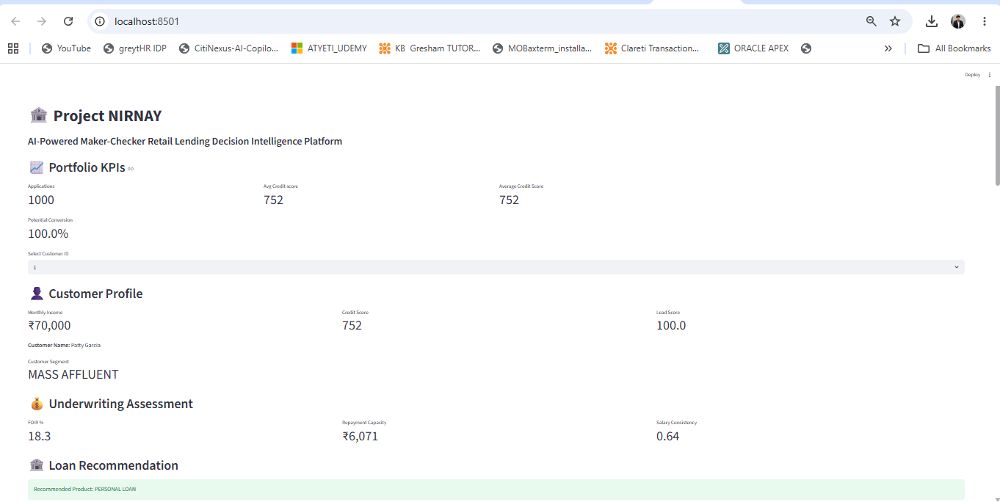 localhost:8501
YouTube
greytHR IDP
CitiNexus-AI-Copilo...
ATYETI_UDEMY
KB Gresham TUTOR...
MOBaxterm_installa...
Clareti Transaction...
ORACLE APEX
All Bookmarks
Deploy
Project NIRNAY
AI-Powered Maker-Checker Retail Lending Decision Intelligence Platform
Portfolio KPIs
Applications
1000
Avg Credit score
752
Average Credit Score
752
Potential Conversion
100.0%
Select Customer ID
1
Customer Profile
Monthly Income
₹70,000
Credit Score
752
Lead Score
100.0
Customer Name: Patty Garcia
Customer Segment
MASS AFFLUENT
Underwriting Assessment
FOIR %
18.3
Repayment Capacity
₹6,071
Salary Consistency
0.64
Loan Recommendation
Recommended Product: PERSONAL LOAN